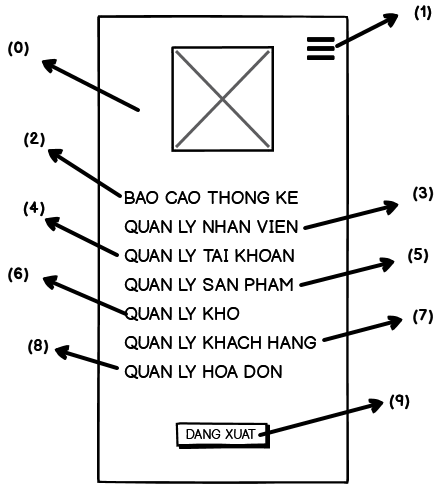 (1)
(0)
(2)
BAO CAO THONG KE
(3)
QUAN LY NHAN VIEN
(4)
QUAN LY TAI KHOAN
(5)
QUAN LY SAN PHAM
(6)
QUAN LY KHO
(7)
QUAN LY KHACH HANG
(8)
QUAN LY HOA DON
(9)
DANG XUAT